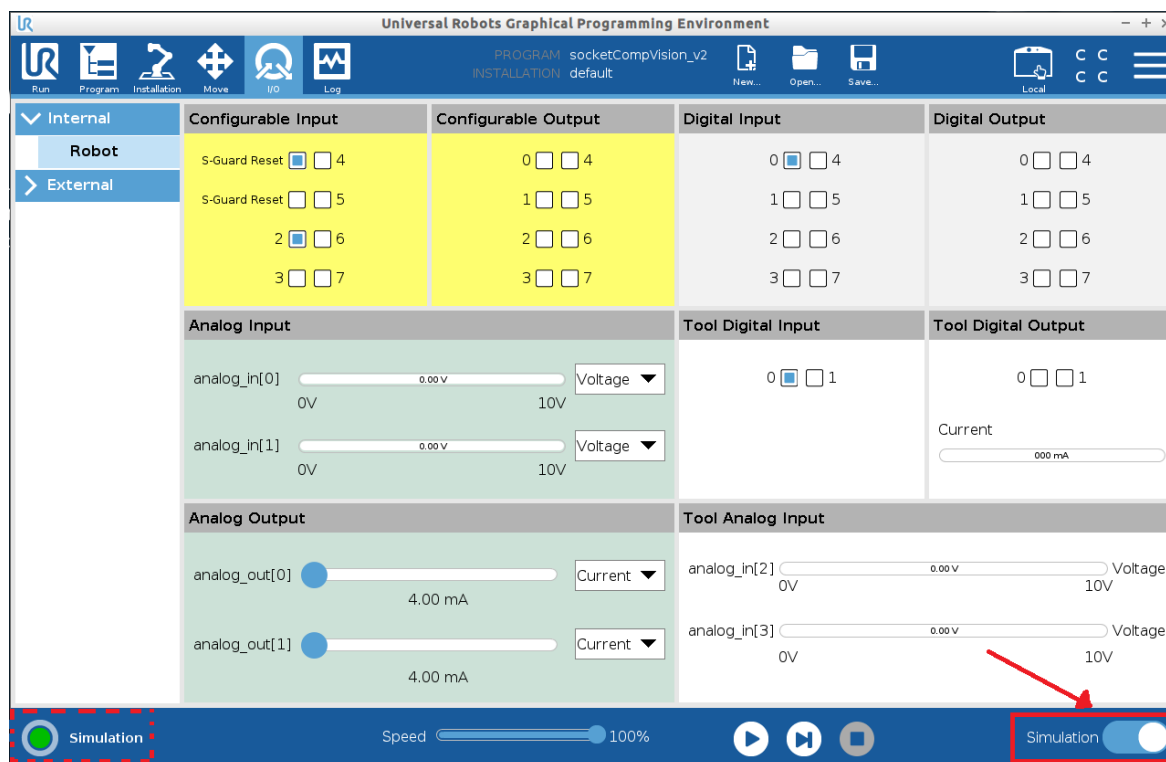 UR
Universal Robots Graphical Programming Environment
UR
Run
Program
Installation
Move
I/O
Log
PROGRAM socketCompVision_v2
INSTALLATION default
New...
Open...
Save...
Local
C C
C C
Internal
Robot
External
Configurable Input
S-Guard Reset 4
S-Guard Reset 5
2 6
3 7
Configurable Output
0 4
1 5
2 6
3 7
Digital Input
0 4
1 5
2 6
3 7
Digital Output
0 4
1 5
2 6
3 7
Analog Input
analog_in[0] 0.00 V Voltage
0V 10V
analog_in[1] 0.00 V Voltage
0V 10V
Tool Digital Input
0 1
Tool Digital Output
0 1
Current
000 mA
Analog Output
analog_out[0] Current
4.00 mA
analog_out[1] Current
4.00 mA
Tool Analog Input
analog_in[2] 0.00 V Voltage
0V 10V
analog_in[3] 0.00 V Voltage
0V 10V
Simulation
Speed 100%
Simulation